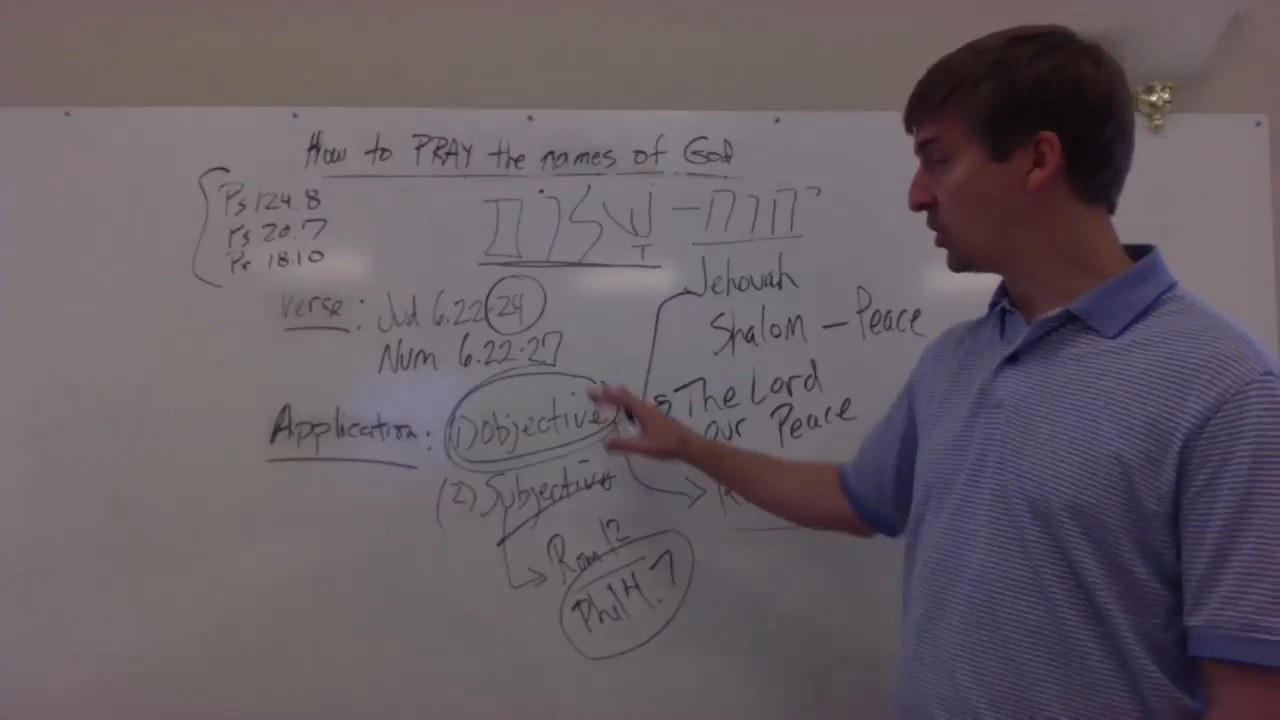 How to PRAY the names of God
Ps 124.8
Ps 20.7
Pr 18.10
שלום - יהוה
T
Verse: Jud 6.22-24
Num 6.22-27
Jehovah
Shalom - Peace
The Lord
our Peace
Application: (1) Objective
(2) Subjective
Rom 12
Phil 4.7